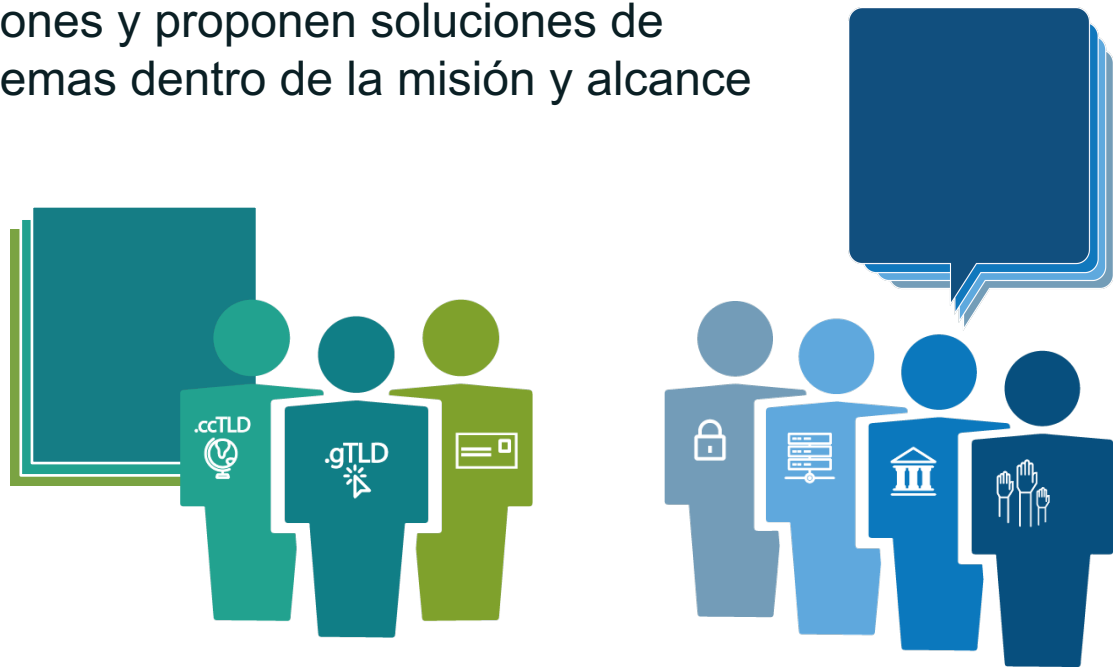 ones y proponen soluciones de
emas dentro de la misión y alcance
.ccTLD
.gTLD